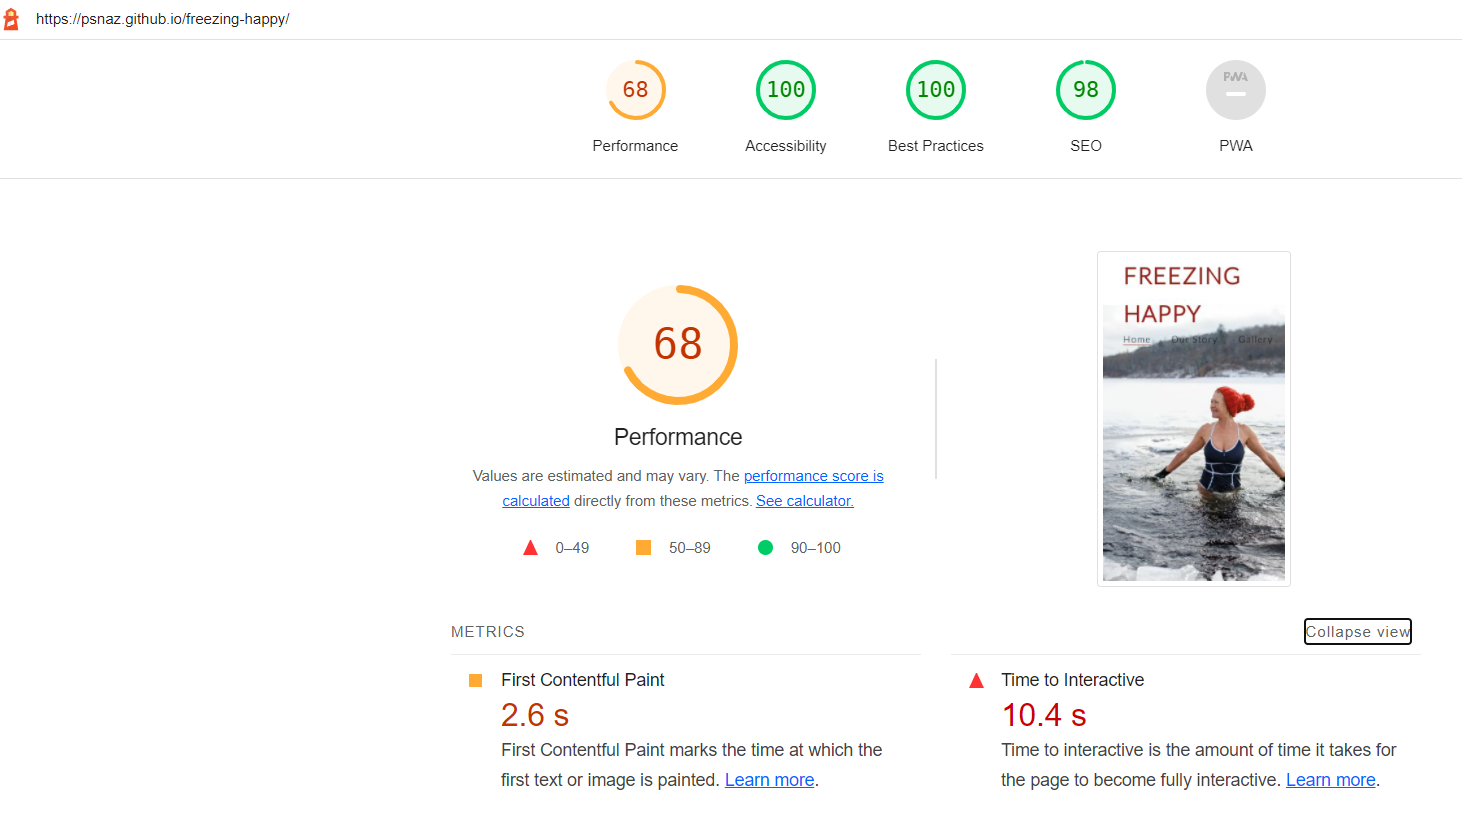 https://psnaz.github.io/freezing-happy/
68
100
100
98
PWA
Performance
Accessibility
Best Practices
SEO
PWA
68
Performance
Values are estimated and may vary. The performance score is
calculated directly from these metrics. See calculator.
0–49
50–89
90–100
FREEZING
HAPPY
Home
Our Story
Gallery
METRICS
Collapse view
First Contentful Paint
2.6 s
First Contentful Paint marks the time at which the
first text or image is painted. Learn more.
Time to Interactive
10.4 s
Time to interactive is the amount of time it takes for
the page to become fully interactive. Learn more.